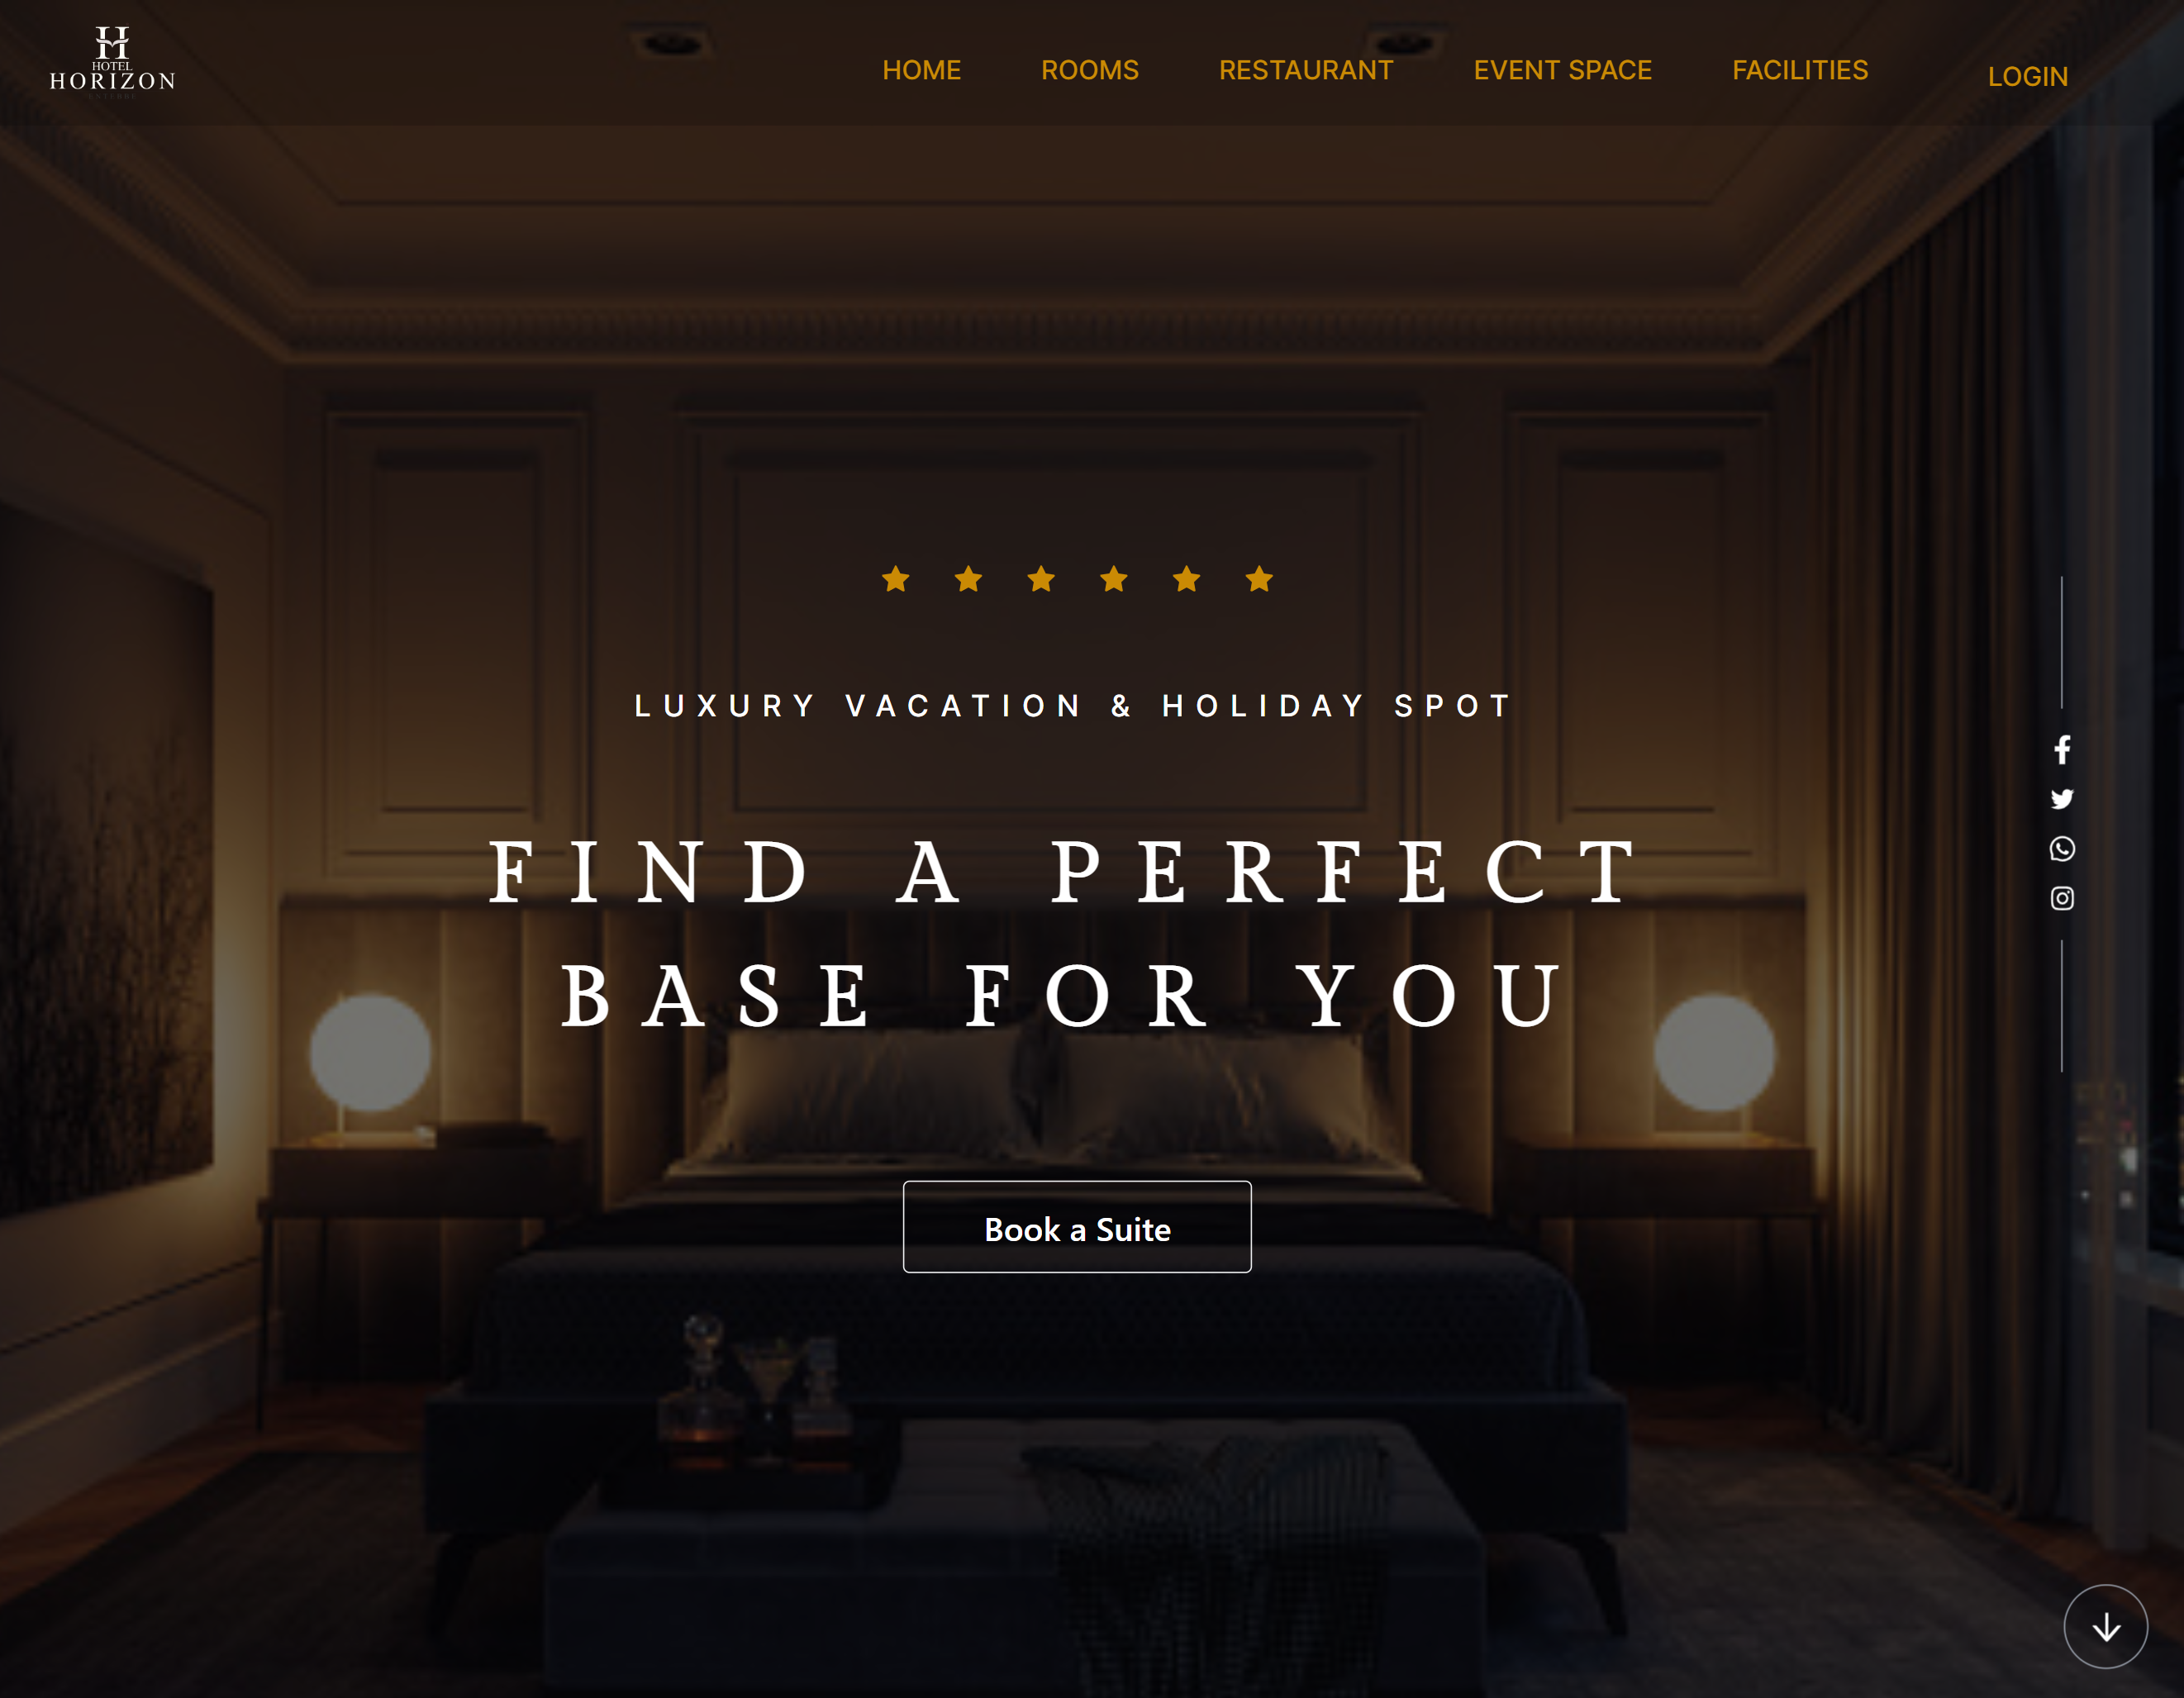 HOTEL
HORIZON
HOME ROOMS RESTAURANT EVENT SPACE FACILITIES LOGIN
LUXURY VACATION & HOLIDAY SPOT
FIND A PERFECT
BASE FOR YOU
Book a Suite